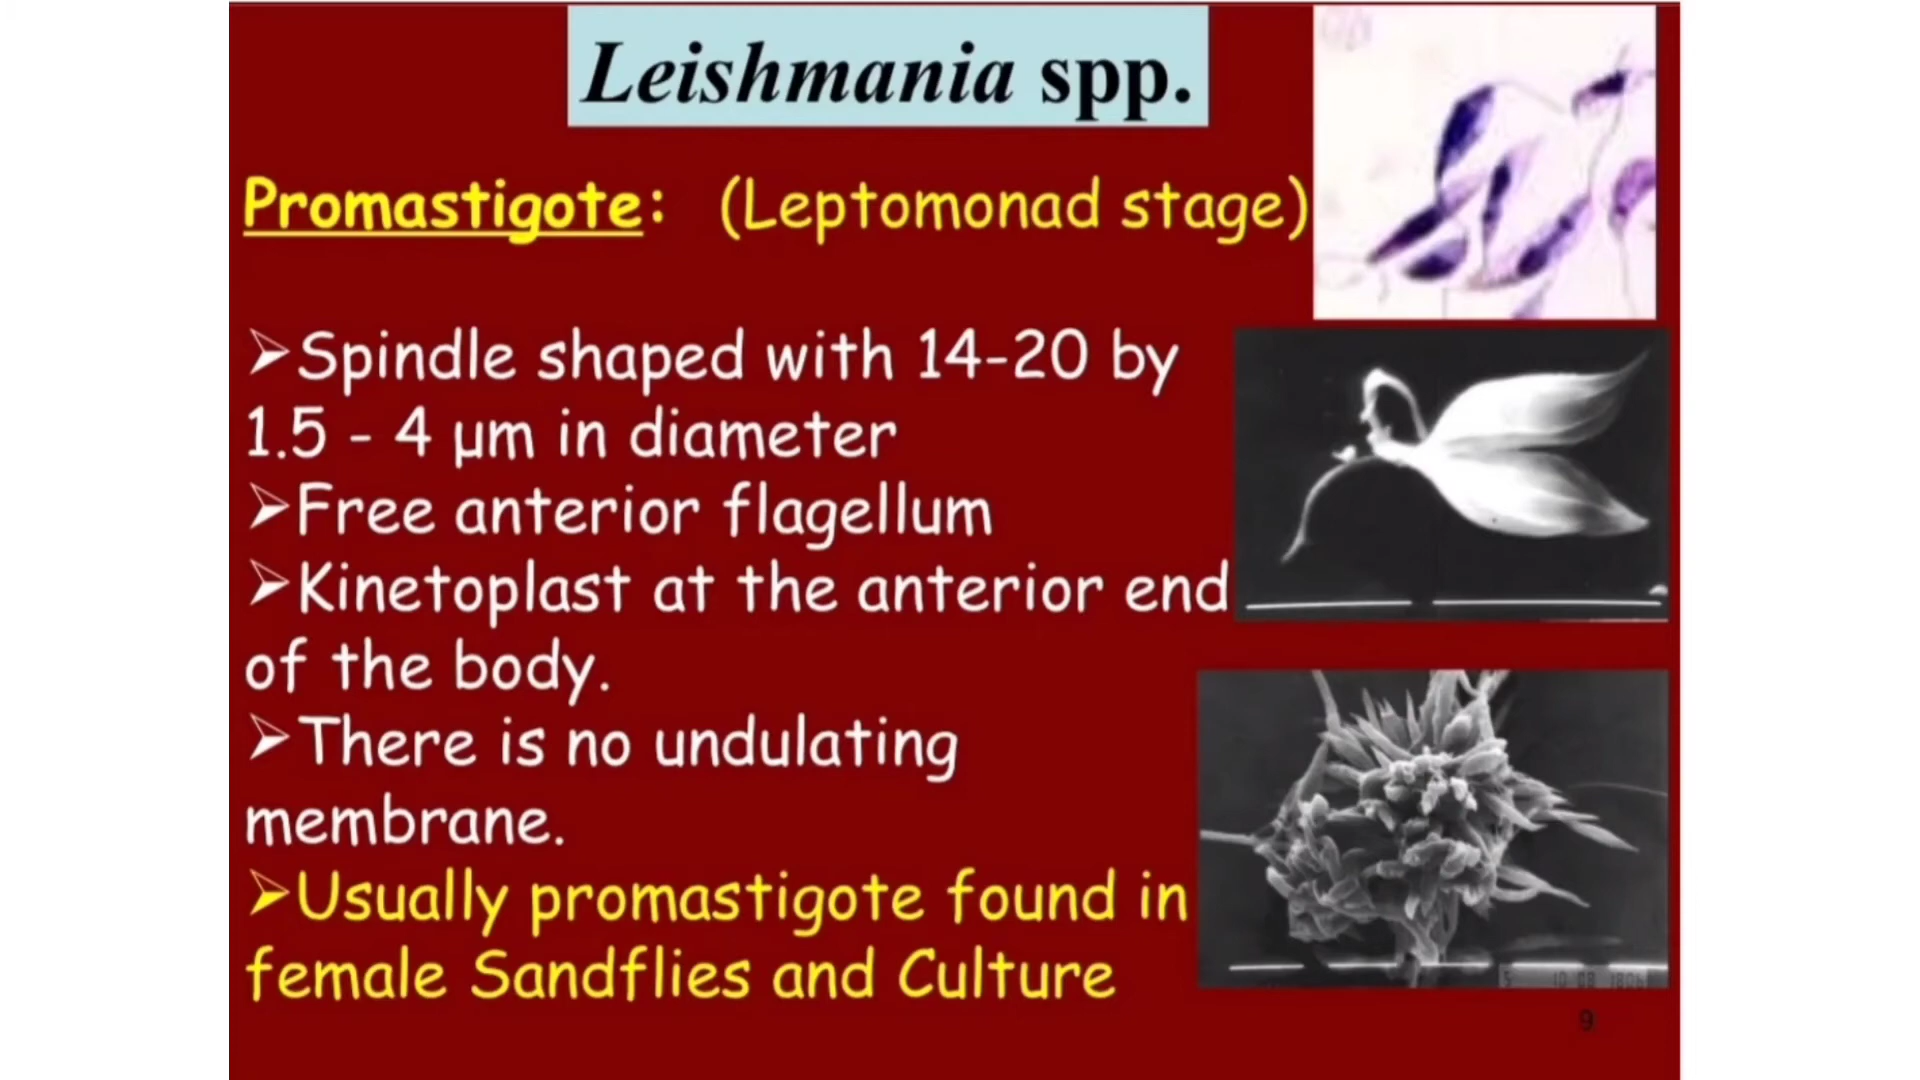 Leishmania spp.
Promastigote: (Leptomonad stage)
➢Spindle shaped with 14-20 by
1.5 - 4 µm in diameter
➢Free anterior flagellum
➢Kinetoplast at the anterior end
of the body.
➢There is no undulating
membrane.
➢Usually promastigote found in
female Sandflies and Culture
9